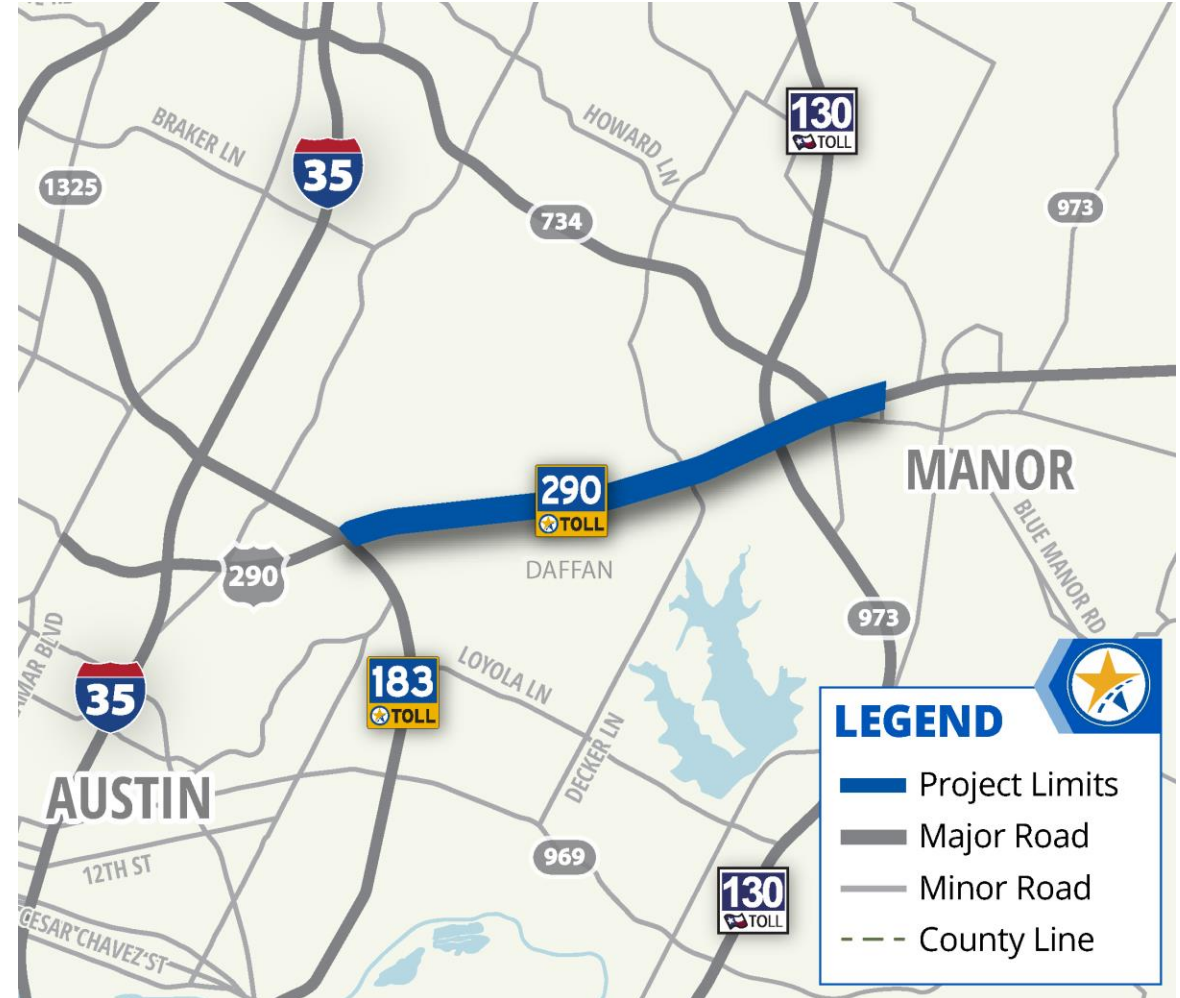 BRAKER LN
35
1325
HOWARD LN
130
TOLL
734
973
290
TOLL
MANOR
DAFFAN
290
BLUE MANOR RD
973
35
183
TOLL
LOYOLA LN
DECKER LN
AUSTIN
12TH ST
969
130
TOLL
CESAR CHAVEZ ST
LEGEND
Project Limits
Major Road
Minor Road
County Line